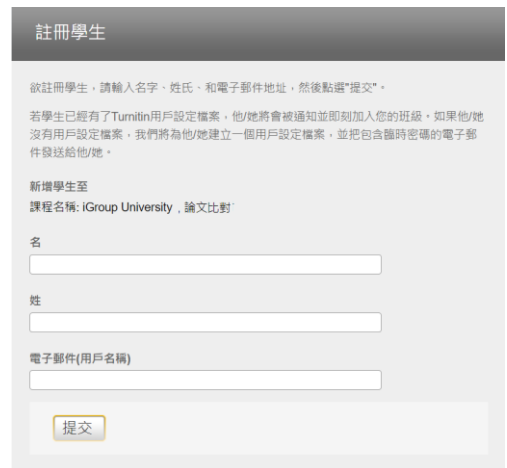 註冊學生
欲註冊學生，請輸入名字、姓氏、和電子郵件地址，然後點選"提交"。
若學生已經有了Turnitin用戶設定檔案，他/她將會被通知並即刻加入您的班級。如果他/她
沒有用戶設定檔案，我們將為他/她建立一個用戶設定檔案，並把包含臨時密碼的電子郵
件發送給他/她。
新增學生至
課程名稱: iGroup University , 論文比對
名
姓
電子郵件(用戶名稱)
提交